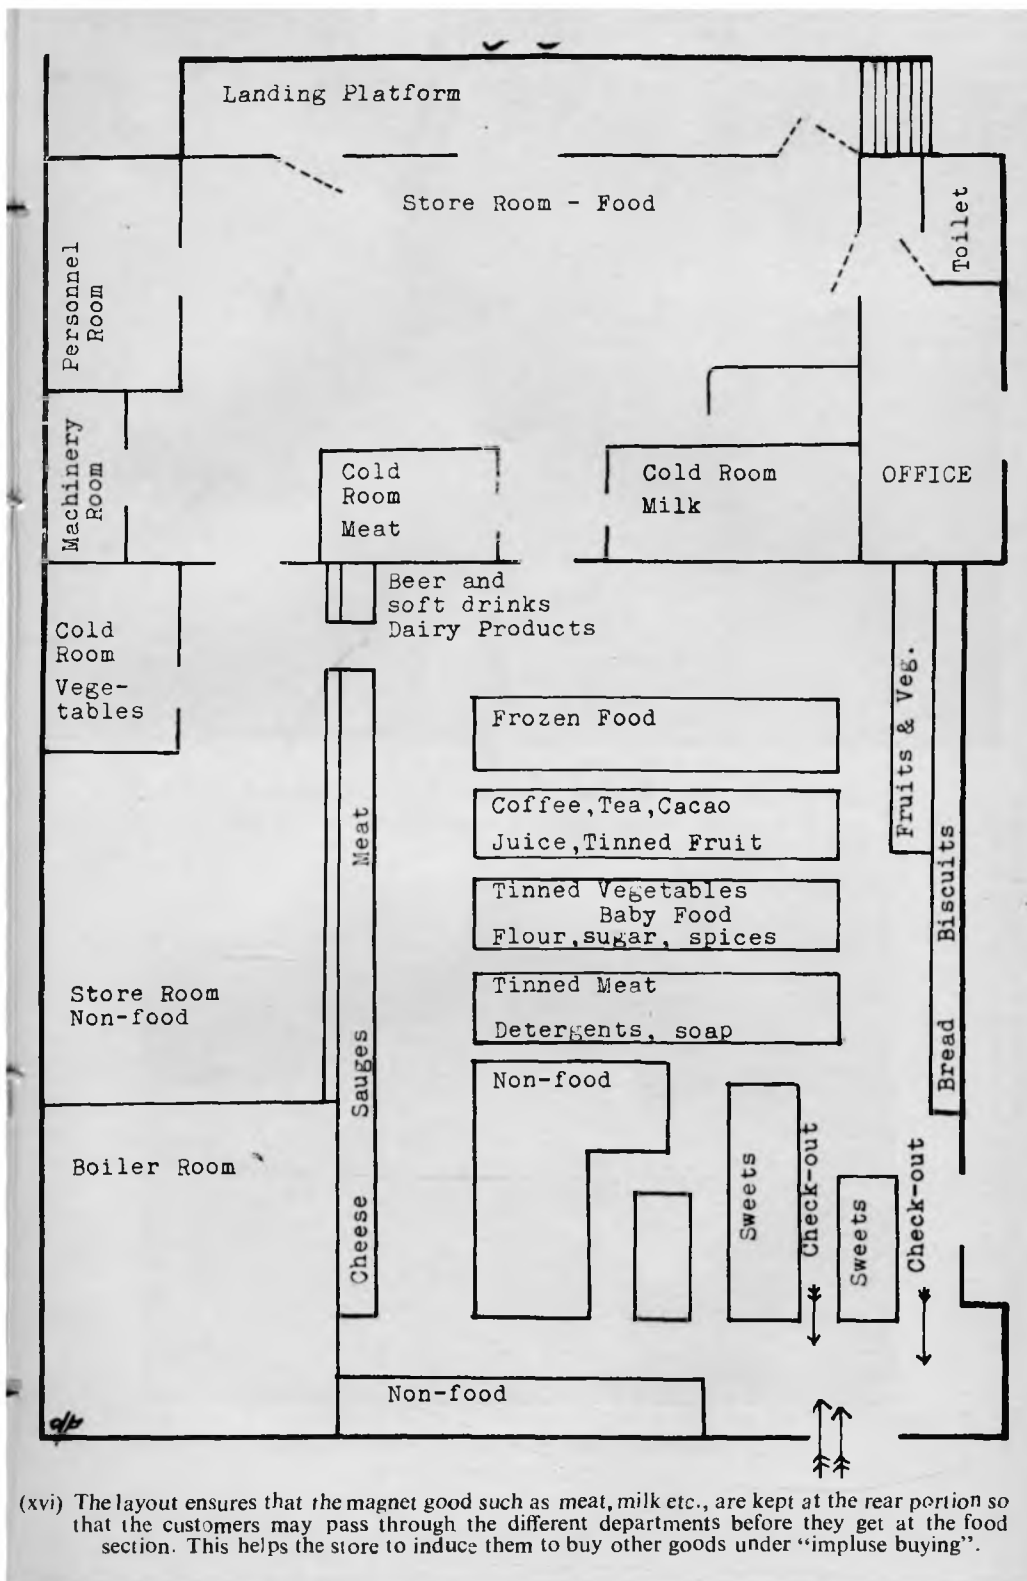 Landing Platform
Store Room - Food
Toilet
Personnel
Room
Machinery
Room
Cold
Room
Meat
Cold Room
Milk
OFFICE
Beer and
soft drinks
Dairy Products
Cold
Room
Vege-
tables
Fruits & Veg.
Frozen Food
Coffee,Tea,Cacao
Juice,Tinned Fruit
Tinned Vegetables
Baby Food
Flour,sugar, spices
Tinned Meat
Detergents, soap
Meat
Sauges
Cheese
Biscuits
Bread
Store Room
Non-food
Boiler Room
Non-food
Sweets
Check-out
Sweets
Check-out
Non-food
(xvi) The layout ensures that the magnet good such as meat, milk etc., are kept at the rear portion so
that the customers may pass through the different departments before they get at the food
section. This helps the store to induce them to buy other goods under “impluse buying”.